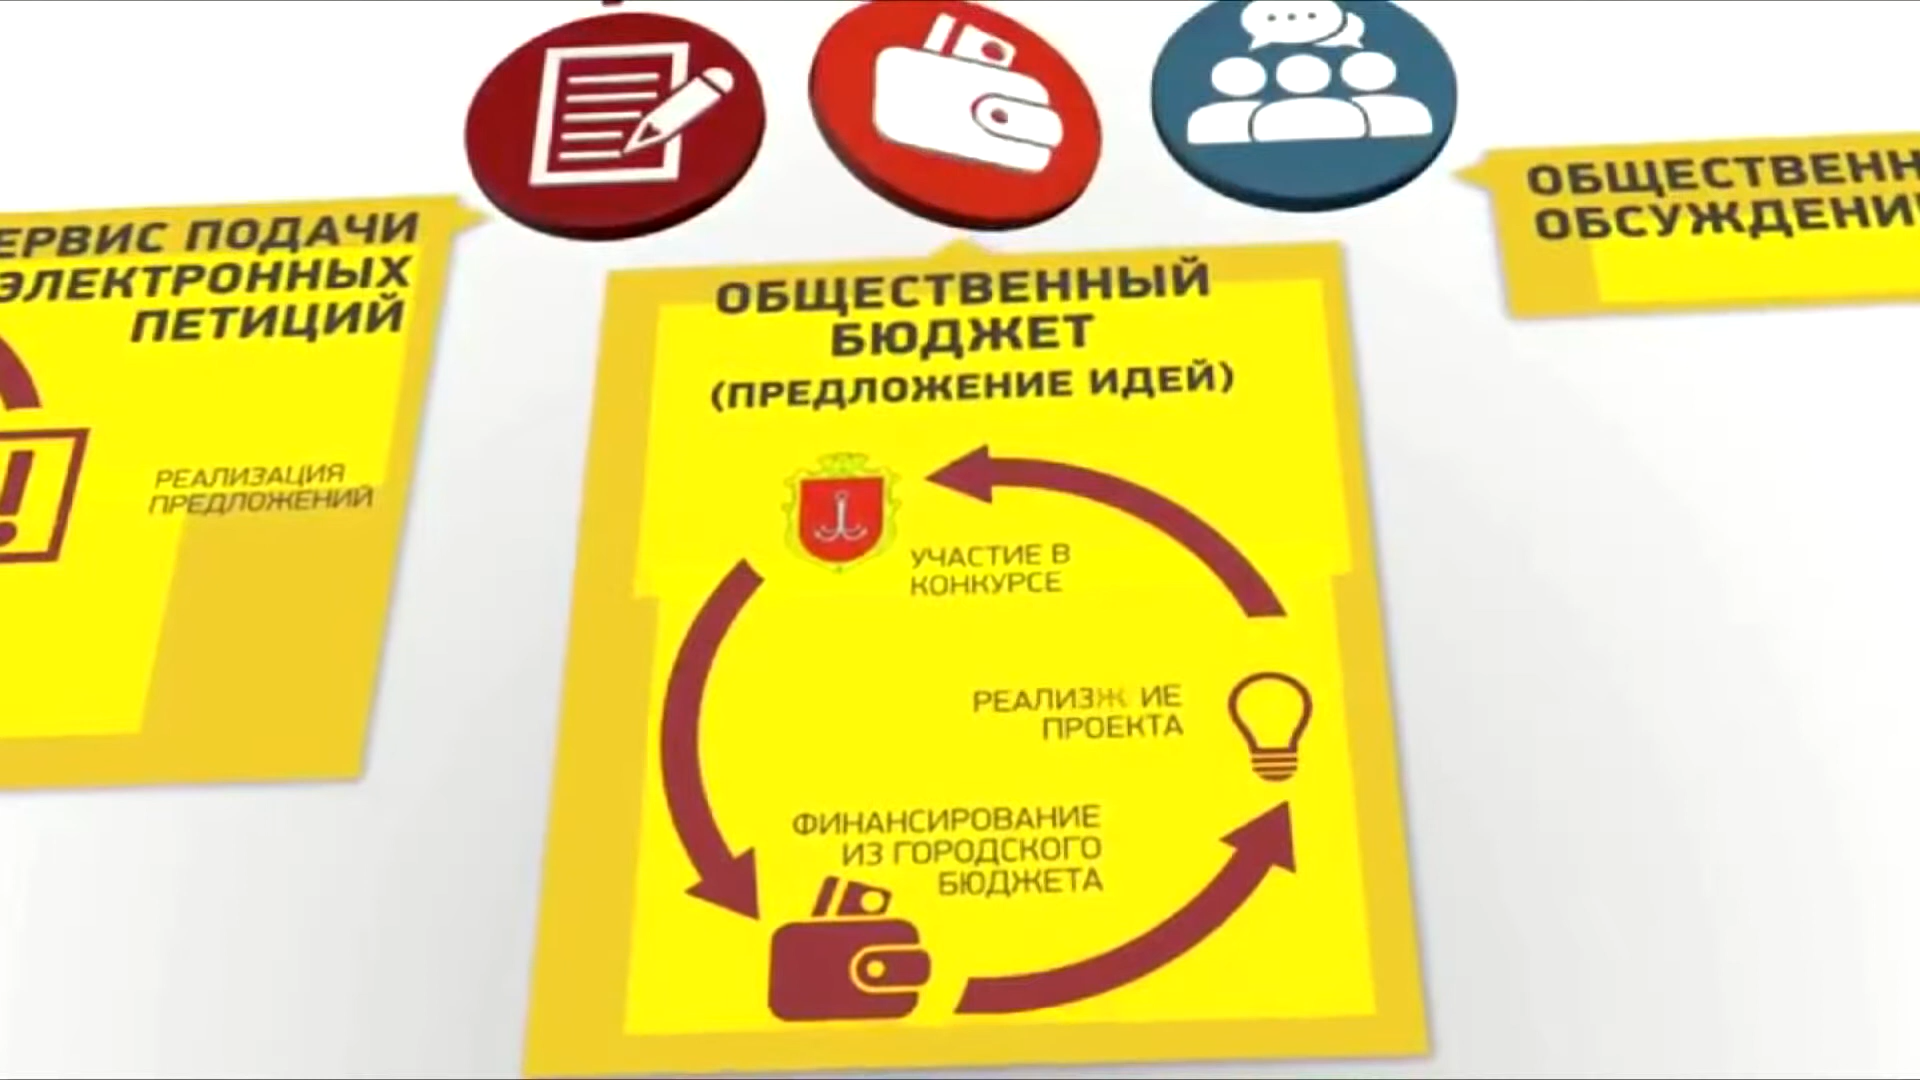 ЕРВИС ПОДАЧИ
ЭЛЕКТРОННЫХ
ПЕТИЦИЙ
РЕАЛИЗАЦИЯ
ПРЕДЛОЖЕНИЙ
ОБЩЕСТВЕННЫЙ
БЮДЖЕТ
(ПРЕДЛОЖЕНИЕ ИДЕЙ)
УЧАСТИЕ В
КОНКУРСЕ
ПРОЕКТА
ФИНАНСИРОВАНИЕ
ИЗ ГОРОДСКОГО
БЮДЖЕТА
ОБЩЕСТВЕНН
ОБСУЖДЕНИ